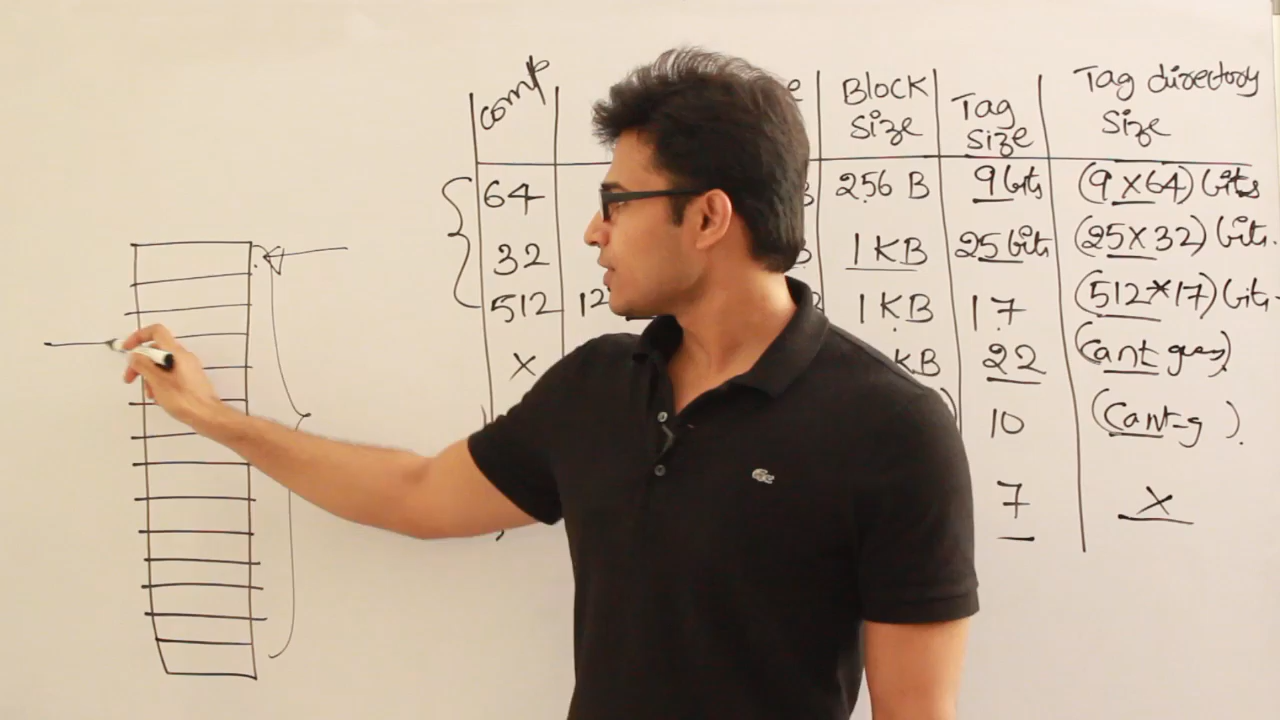 comp
Block size
Tag size
Tag directory size
64 256 B 9 bits (9 X 64) bits
32 1 KB 25 bits (25 X 32) bits.
512 12 1 KB 17 (512 * 17) bits.
X KB 22 (cant guess)
10 (Cant-g ).
7 X